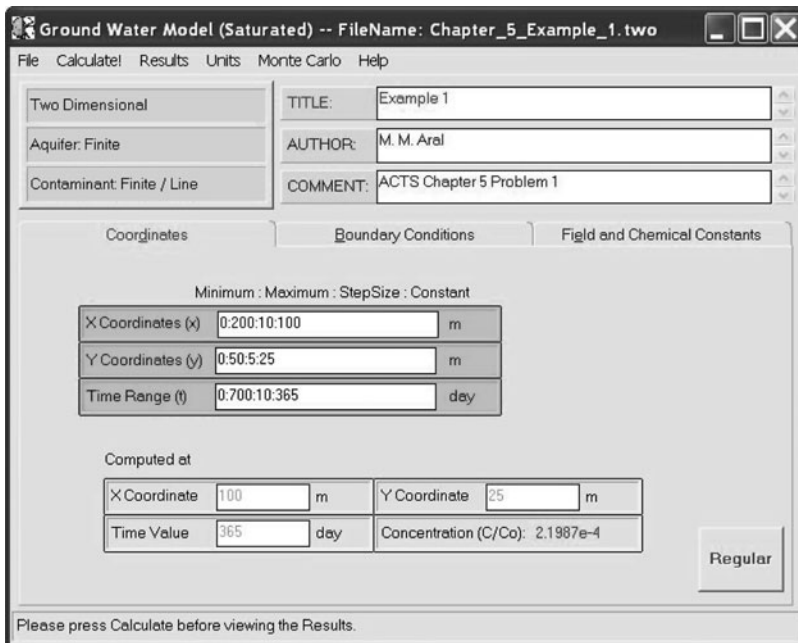 Ground Water Model (Saturated) -- FileName: Chapter_5_Example_1.two
File Calculate! Results Units Monte Carlo Help
Two Dimensional
Aquifer: Finite
Contaminant: Finite / Line
TITLE: Example 1
AUTHOR: M. M. Aral
COMMENT: ACTS Chapter 5 Problem 1
Coordinates Boundary Conditions Field and Chemical Constants
Minimum : Maximum : StepSize : Constant
X Coordinates (x) 0:200:10:100 m
Y Coordinates (y) 0:50:5:25 m
Time Range (t) 0:700:10:365 day
Computed at
X Coordinate 100 m Y Coordinate 25 m
Time Value 365 day Concentration (C/Co): 2.1987e-4
Regular
Please press Calculate before viewing the Results.